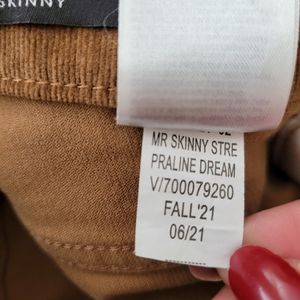 SKINNY
MR SKINNY STRE
PRALINE DREAM
V/700079260
FALL'21
06/21